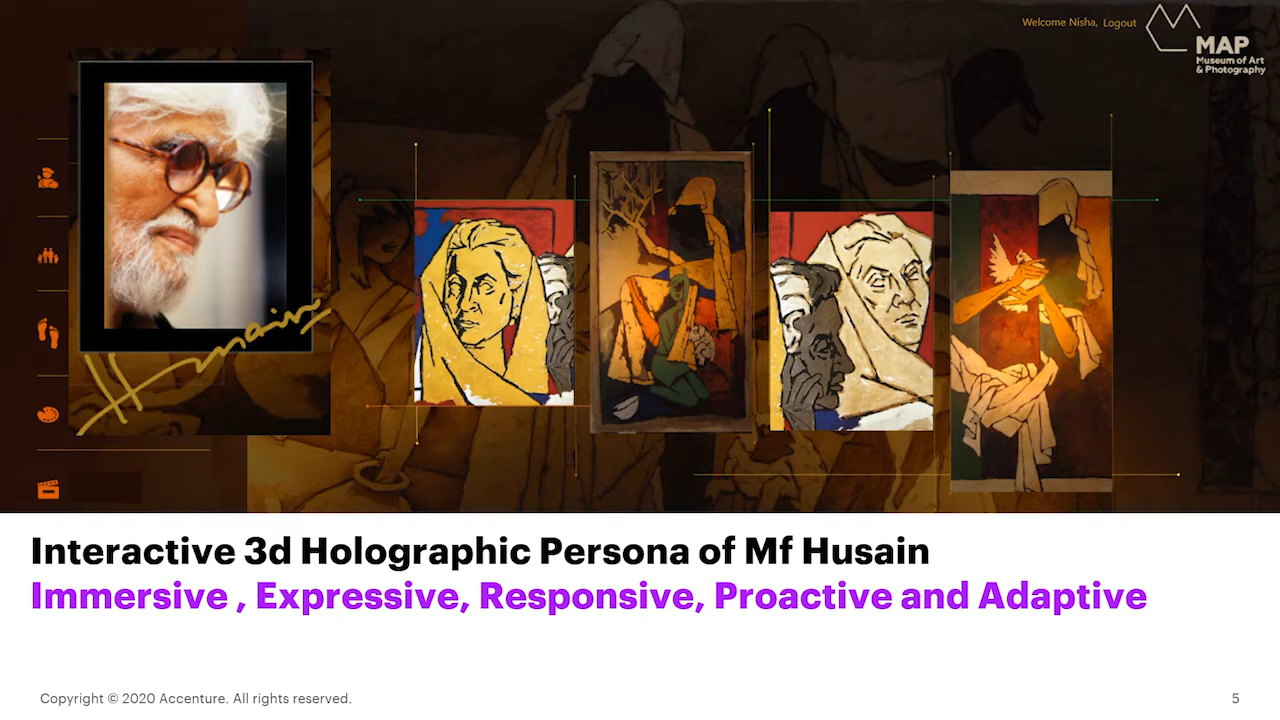 Welcome Nisha, Logout
MAP
Museum of Art
& Photography
Husain
Interactive 3d Holographic Persona of Mf Husain
Immersive , Expressive, Responsive, Proactive and Adaptive
Copyright © 2020 Accenture. All rights reserved.
5